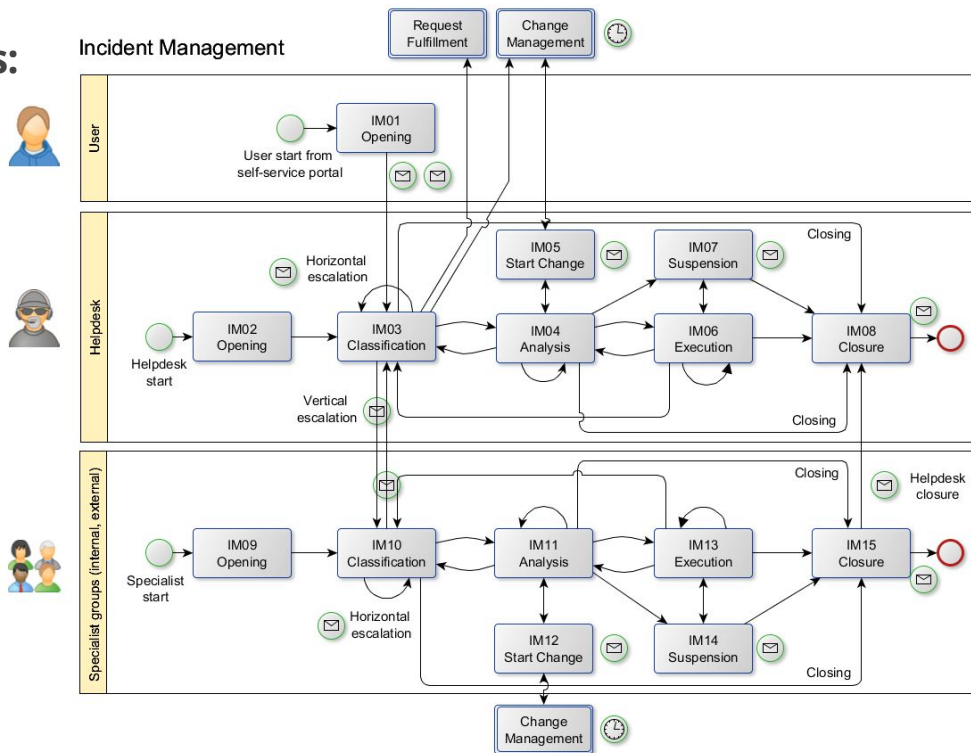 s:
Incident Management
Request
Fulfillment
Change
Management
User
IM01
Opening
User start from
self-service portal
Helpdesk
Horizontal
escalation
IM05
Start Change
IM07
Suspension
Closing
Helpdesk
start
IM02
Opening
IM03
Classification
IM04
Analysis
IM06
Execution
IM08
Closure
Vertical
escalation
Closing
Specialist groups (internal, external)
Closing
Helpdesk
closure
Specialist
start
IM09
Opening
IM10
Classification
IM11
Analysis
IM13
Execution
IM15
Closure
Horizontal
escalation
IM12
Start Change
IM14
Suspension
Closing
Change
Management